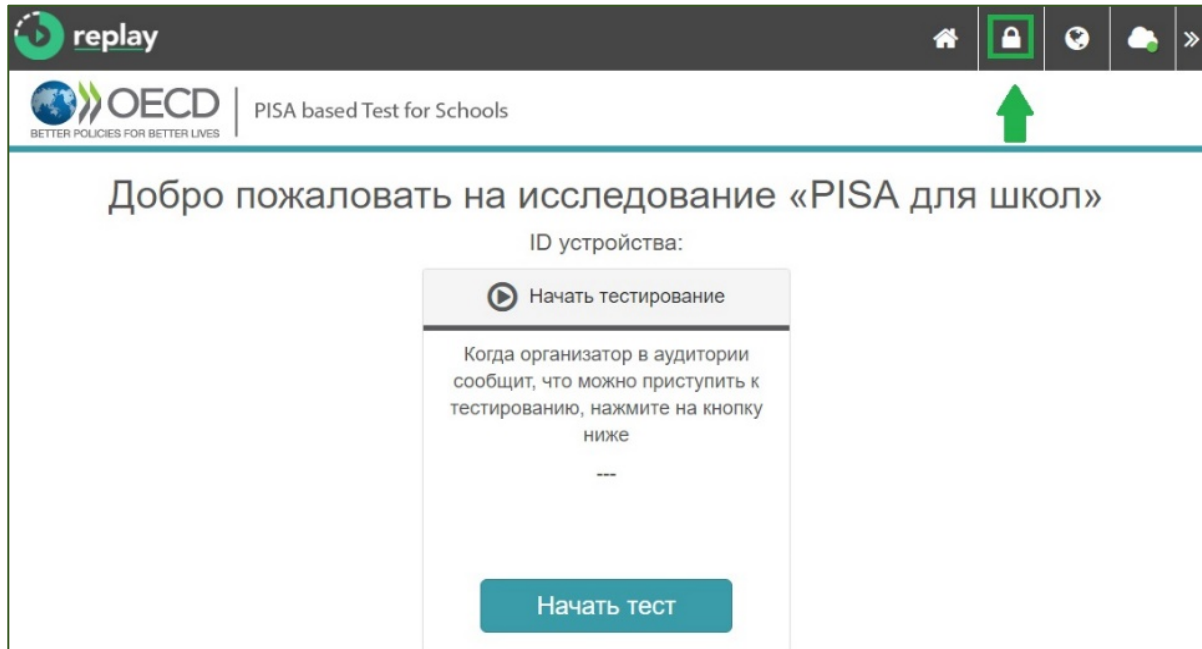 replay
OECD
BETTER POLICIES FOR BETTER LIVES
PISA based Test for Schools
Добро пожаловать на исследование «PISA для школ»
ID устройства:
Начать тестирование
Когда организатор в аудитории
сообщит, что можно приступить к
тестированию, нажмите на кнопку
ниже
---
Начать тест